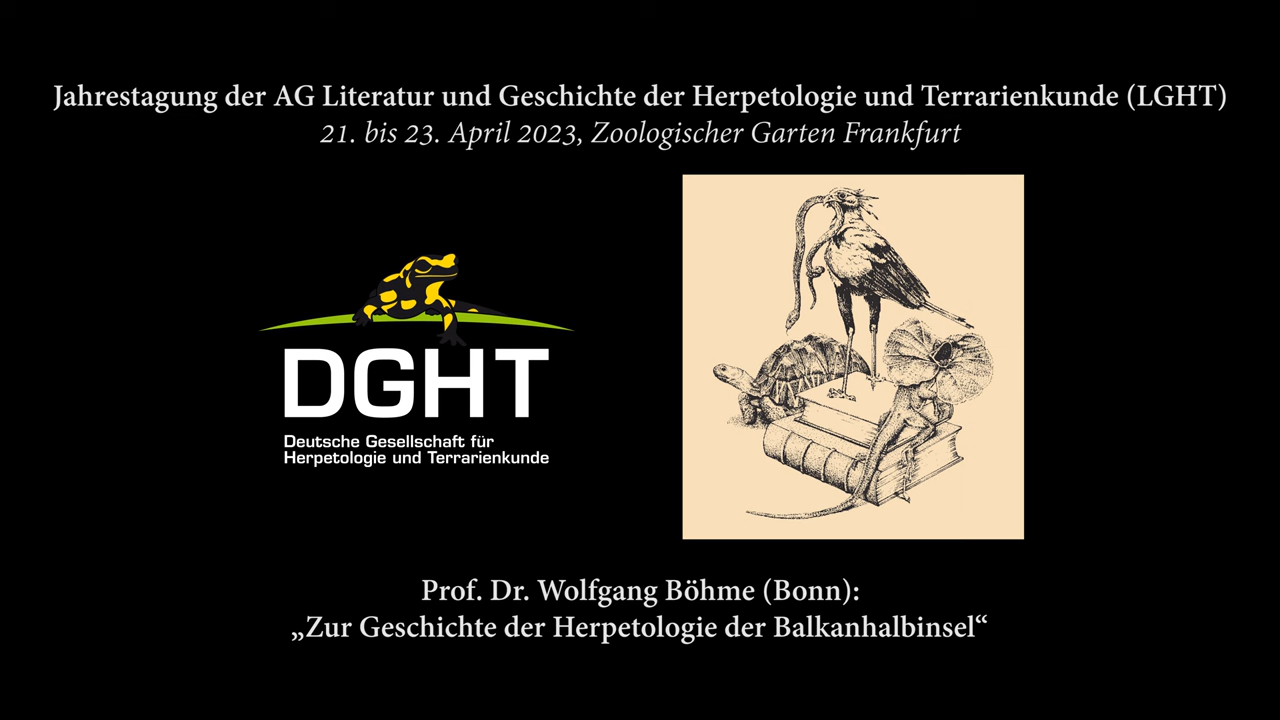 Jahrestagung der AG Literatur und Geschichte der Herpetologie und Terrarienkunde (LGHT)
21. bis 23. April 2023, Zoologischer Garten Frankfurt
DGHT
Deutsche Gesellschaft für
Herpetologie und Terrarienkunde
Prof. Dr. Wolfgang Böhme (Bonn):
„Zur Geschichte der Herpetologie der Balkanhalbinsel“